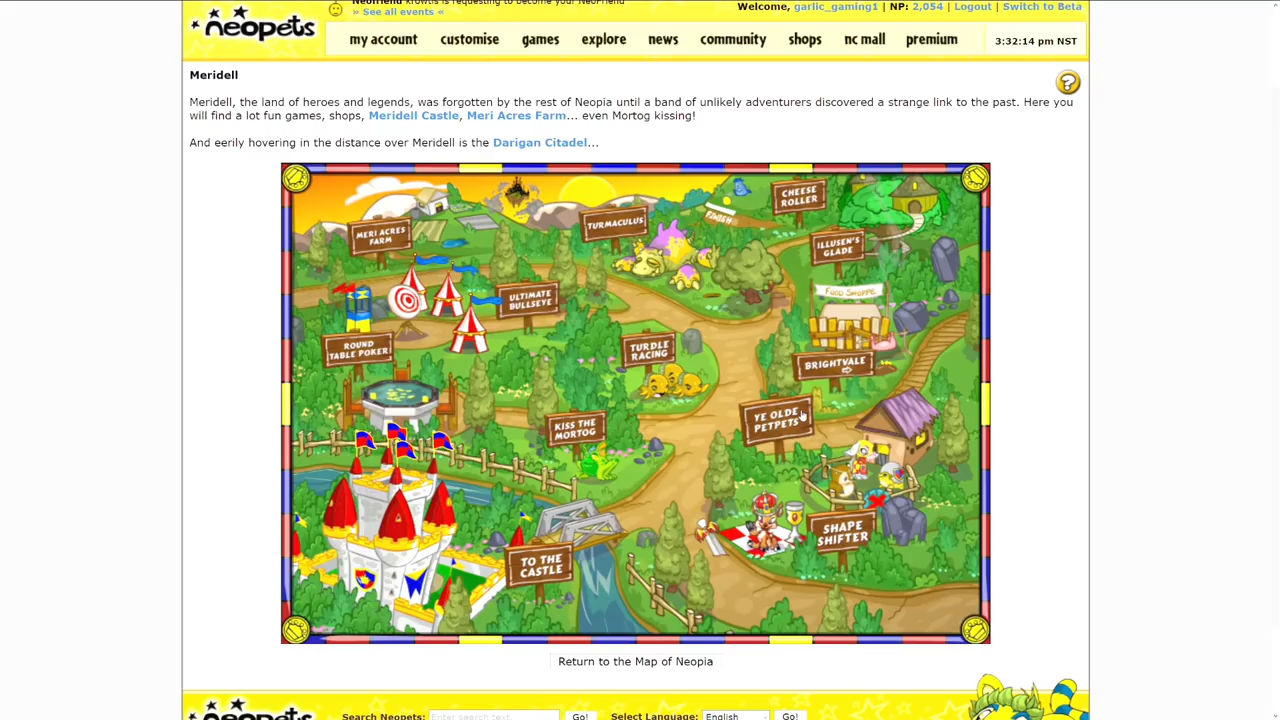 Neofriend krowtis is requesting to become your NeoFriend
» See all events «
Welcome, garlic_gaming1 | NP: 2,054 | Logout | Switch to Beta
neopets
my account customise games explore news community shops nc mall premium
3:32:14 pm NST
Meridell
?
Meridell, the land of heroes and legends, was forgotten by the rest of Neopia until a band of unlikely adventurers discovered a strange link to the past. Here you
will find a lot fun games, shops, Meridell Castle, Meri Acres Farm... even Mortog kissing!
And eerily hovering in the distance over Meridell is the Darigan Citadel...
CHEESE
ROLLER
FINISH
TURMACULUS
MERI ACRES
FARM
ILLUSEN'S
GLADE
FOOD SHOPPE
ULTIMATE
BULLSEYE
ROUND
TABLE POKER
TURDLE
RACING
BRIGHTVALE
YE OLDE
PETPETS
KISS THE
MORTOG
SHAPE
SHIFTER
TO THE
CASTLE
Return to the Map of Neopia
neopets
Search Neopets: Enter search text. Go! Select Language: English Go!